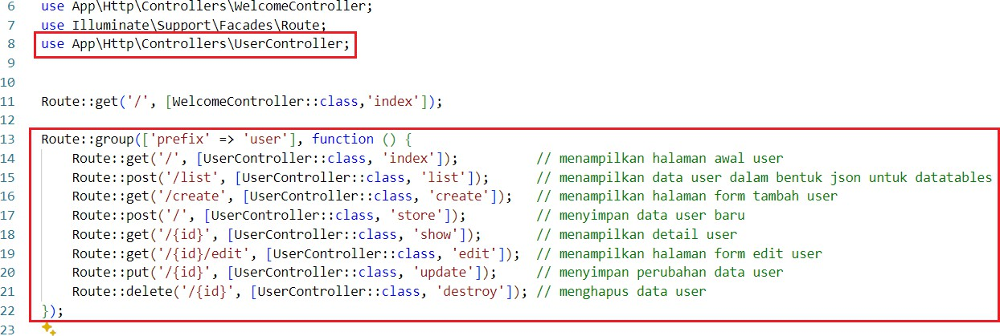 6 use App\Http\Controllers\WelcomeController;
7 use Illuminate\Support\Facades\Route;
8 use App\Http\Controllers\UserController;
9
10
11 Route::get('/', [WelcomeController::class,'index']);
12
13 Route::group(['prefix' => 'user'], function () {
14     Route::get('/', [UserController::class, 'index']);          // menampilkan halaman awal user
15     Route::post('/list', [UserController::class, 'list']);      // menampilkan data user dalam bentuk json untuk datatables
16     Route::get('/create', [UserController::class, 'create']);   // menampilkan halaman form tambah user
17     Route::post('/', [UserController::class, 'store']);         // menyimpan data user baru
18     Route::get('/{id}', [UserController::class, 'show']);       // menampilkan detail user
19     Route::get('/{id}/edit', [UserController::class, 'edit']);  // menampilkan halaman form edit user
20     Route::put('/{id}', [UserController::class, 'update']);     // menyimpan perubahan data user
21     Route::delete('/{id}', [UserController::class, 'destroy']); // menghapus data user
22 });
23